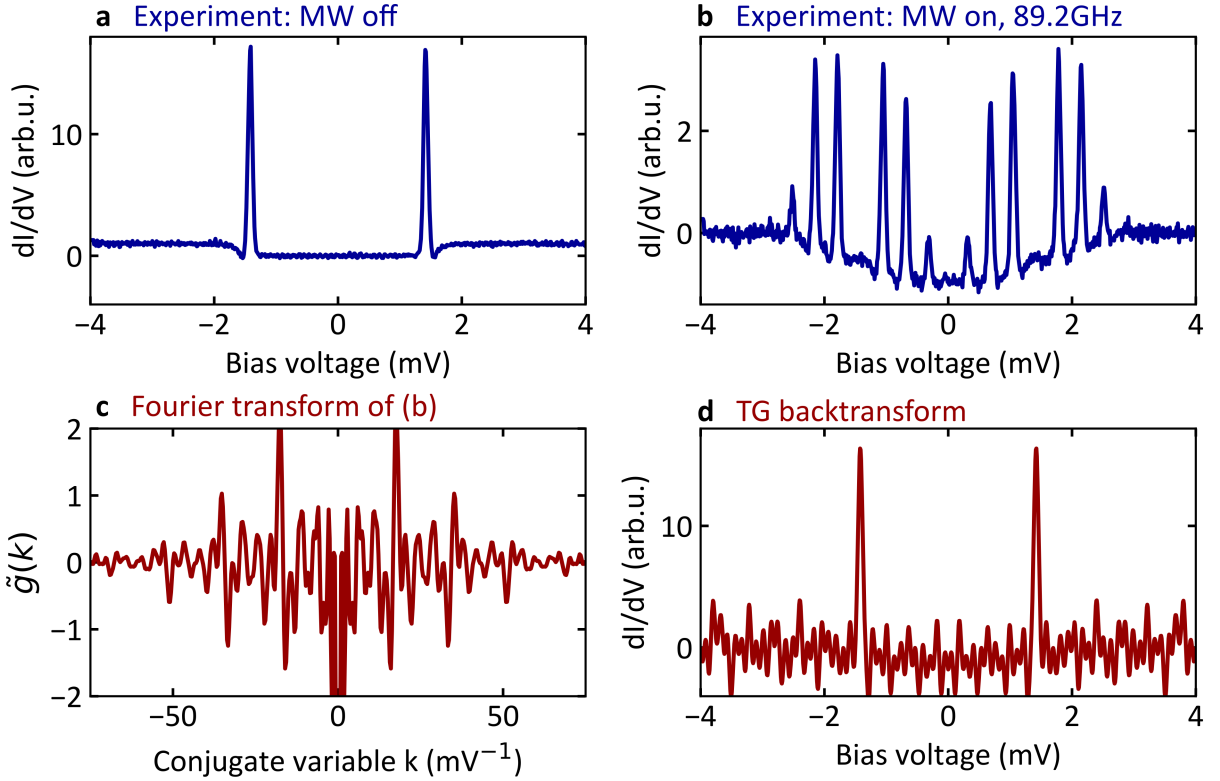 a Experiment: MW off
dI/dV (arb.u.)
10
0
−4 −2 0 2 4
Bias voltage (mV)
b Experiment: MW on, 89.2GHz
dI/dV (arb.u.)
2
0
−4 −2 0 2 4
Bias voltage (mV)
c Fourier transform of (b)
g̃(k)
2
1
0
−1
−2
−50 0 50
Conjugate variable k (mV⁻¹)
d TG backtransform
dI/dV (arb.u.)
10
0
−4 −2 0 2 4
Bias voltage (mV)